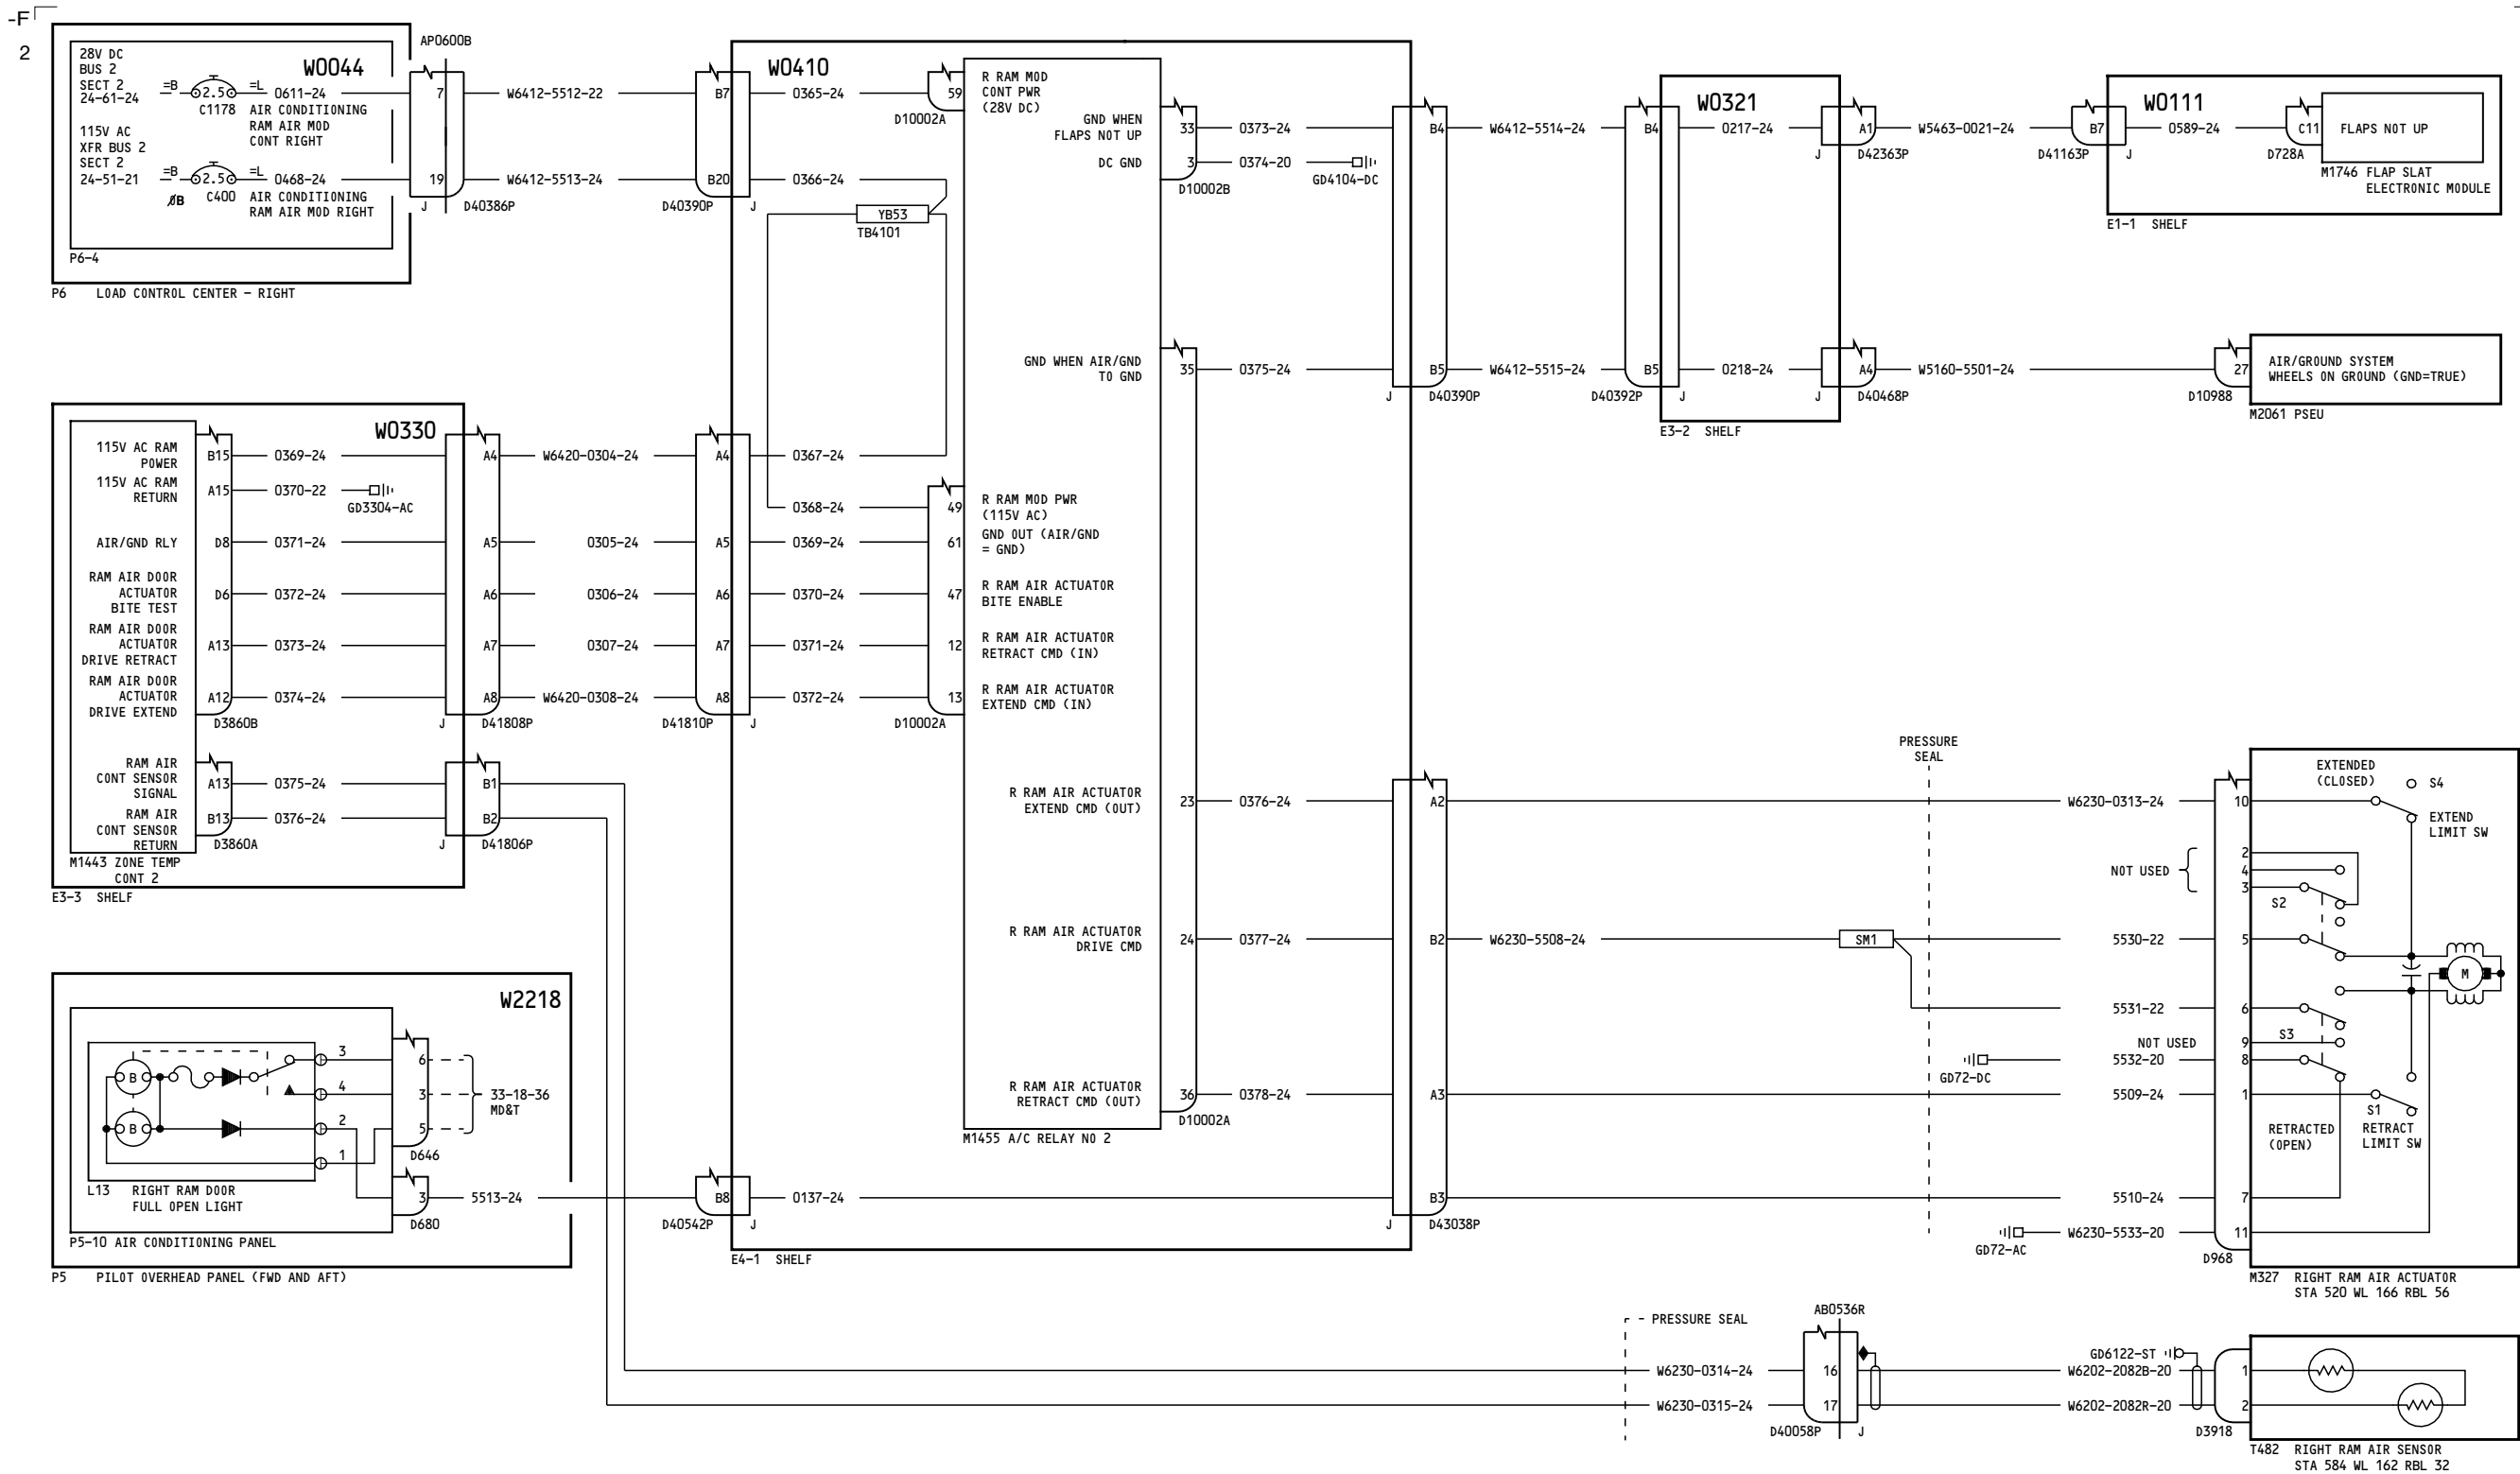 -F
2
28V DC
BUS 2
SECT 2
24-61-24
=B
2.5
=L
0611-24
C1178
AIR CONDITIONING
RAM AIR MOD
CONT RIGHT
W0044
115V AC
XFR BUS 2
SECT 2
24-51-21
=B
2.5
=L
0468-24
ØB
C400
AIR CONDITIONING
RAM AIR MOD RIGHT
P6-4
P6 LOAD CONTROL CENTER - RIGHT
AP0600B
7
19
J
D40386P
W6412-5512-22
W6412-5513-24
B7
B20
D40390P
J
W0410
0365-24
0366-24
YB53
TB4101
59
D10002A
R RAM MOD
CONT PWR
(28V DC)
GND WHEN
FLAPS NOT UP
33
0373-24
DC GND
3
0374-20
GD4104-DC
D10002B
B4
W6412-5514-24
B4
W0321
0217-24
A1
J
D42363P
W5463-0021-24
B7
D41163P
J
W0111
0589-24
C11
D728A
FLAPS NOT UP
M1746 FLAP SLAT
ELECTRONIC MODULE
E1-1 SHELF
GND WHEN AIR/GND
TO GND
35
0375-24
B5
J
D40390P
W6412-5515-24
B5
D40392P
J
0218-24
A4
J
D40468P
E3-2 SHELF
W5160-5501-24
27
D10988
AIR/GROUND SYSTEM
WHEELS ON GROUND (GND=TRUE)
M2061 PSEU
W0330
115V AC RAM
POWER
B15
0369-24
A4
W6420-0304-24
A4
0367-24
115V AC RAM
RETURN
A15
0370-22
GD3304-AC
0368-24
49
R RAM MOD PWR
(115V AC)
AIR/GND RLY
D8
0371-24
A5
0305-24
A5
0369-24
61
GND OUT (AIR/GND
= GND)
RAM AIR DOOR
ACTUATOR
BITE TEST
D6
0372-24
A6
0306-24
A6
0370-24
47
R RAM AIR ACTUATOR
BITE ENABLE
RAM AIR DOOR
ACTUATOR
DRIVE RETRACT
A13
0373-24
A7
0307-24
A7
0371-24
12
R RAM AIR ACTUATOR
RETRACT CMD (IN)
RAM AIR DOOR
ACTUATOR
DRIVE EXTEND
A12
0374-24
A8
W6420-0308-24
A8
0372-24
13
R RAM AIR ACTUATOR
EXTEND CMD (IN)
D3860B
J
D41808P
D41810P
J
D10002A
RAM AIR
CONT SENSOR
SIGNAL
A13
0375-24
B1
RAM AIR
CONT SENSOR
RETURN
B13
0376-24
B2
D3860A
J
D41806P
M1443 ZONE TEMP
CONT 2
E3-3 SHELF
R RAM AIR ACTUATOR
EXTEND CMD (OUT)
23
0376-24
A2
W6230-0313-24
10
R RAM AIR ACTUATOR
DRIVE CMD
24
0377-24
B2
W6230-5508-24
SM1
5530-22
5
5531-22
6
R RAM AIR ACTUATOR
RETRACT CMD (OUT)
36
0378-24
A3
D10002A
M1455 A/C RELAY NO 2
PRESSURE
SEAL
NOT USED
2
4
3
NOT USED
9
GD72-DC
5532-20
8
5509-24
1
5510-24
7
GD72-AC
W6230-5533-20
11
D968
EXTENDED
(CLOSED)
S4
EXTEND
LIMIT SW
S2
M
S3
S1
RETRACTED
(OPEN)
RETRACT
LIMIT SW
M327 RIGHT RAM AIR ACTUATOR
STA 520 WL 166 RBL 56
W2218
B
B
3
4
2
1
6
3
5
D646
33-18-36
MD&T
L13 RIGHT RAM DOOR
FULL OPEN LIGHT
3
D680
5513-24
P5-10 AIR CONDITIONING PANEL
P5 PILOT OVERHEAD PANEL (FWD AND AFT)
B8
D40542P
J
0137-24
B3
J
D43038P
E4-1 SHELF
PRESSURE SEAL
AB0536R
W6230-0314-24
16
W6230-0315-24
17
D40058P
J
GD6122-ST
W6202-2082B-20
1
W6202-2082R-20
2
D3918
T482 RIGHT RAM AIR SENSOR
STA 584 WL 162 RBL 32